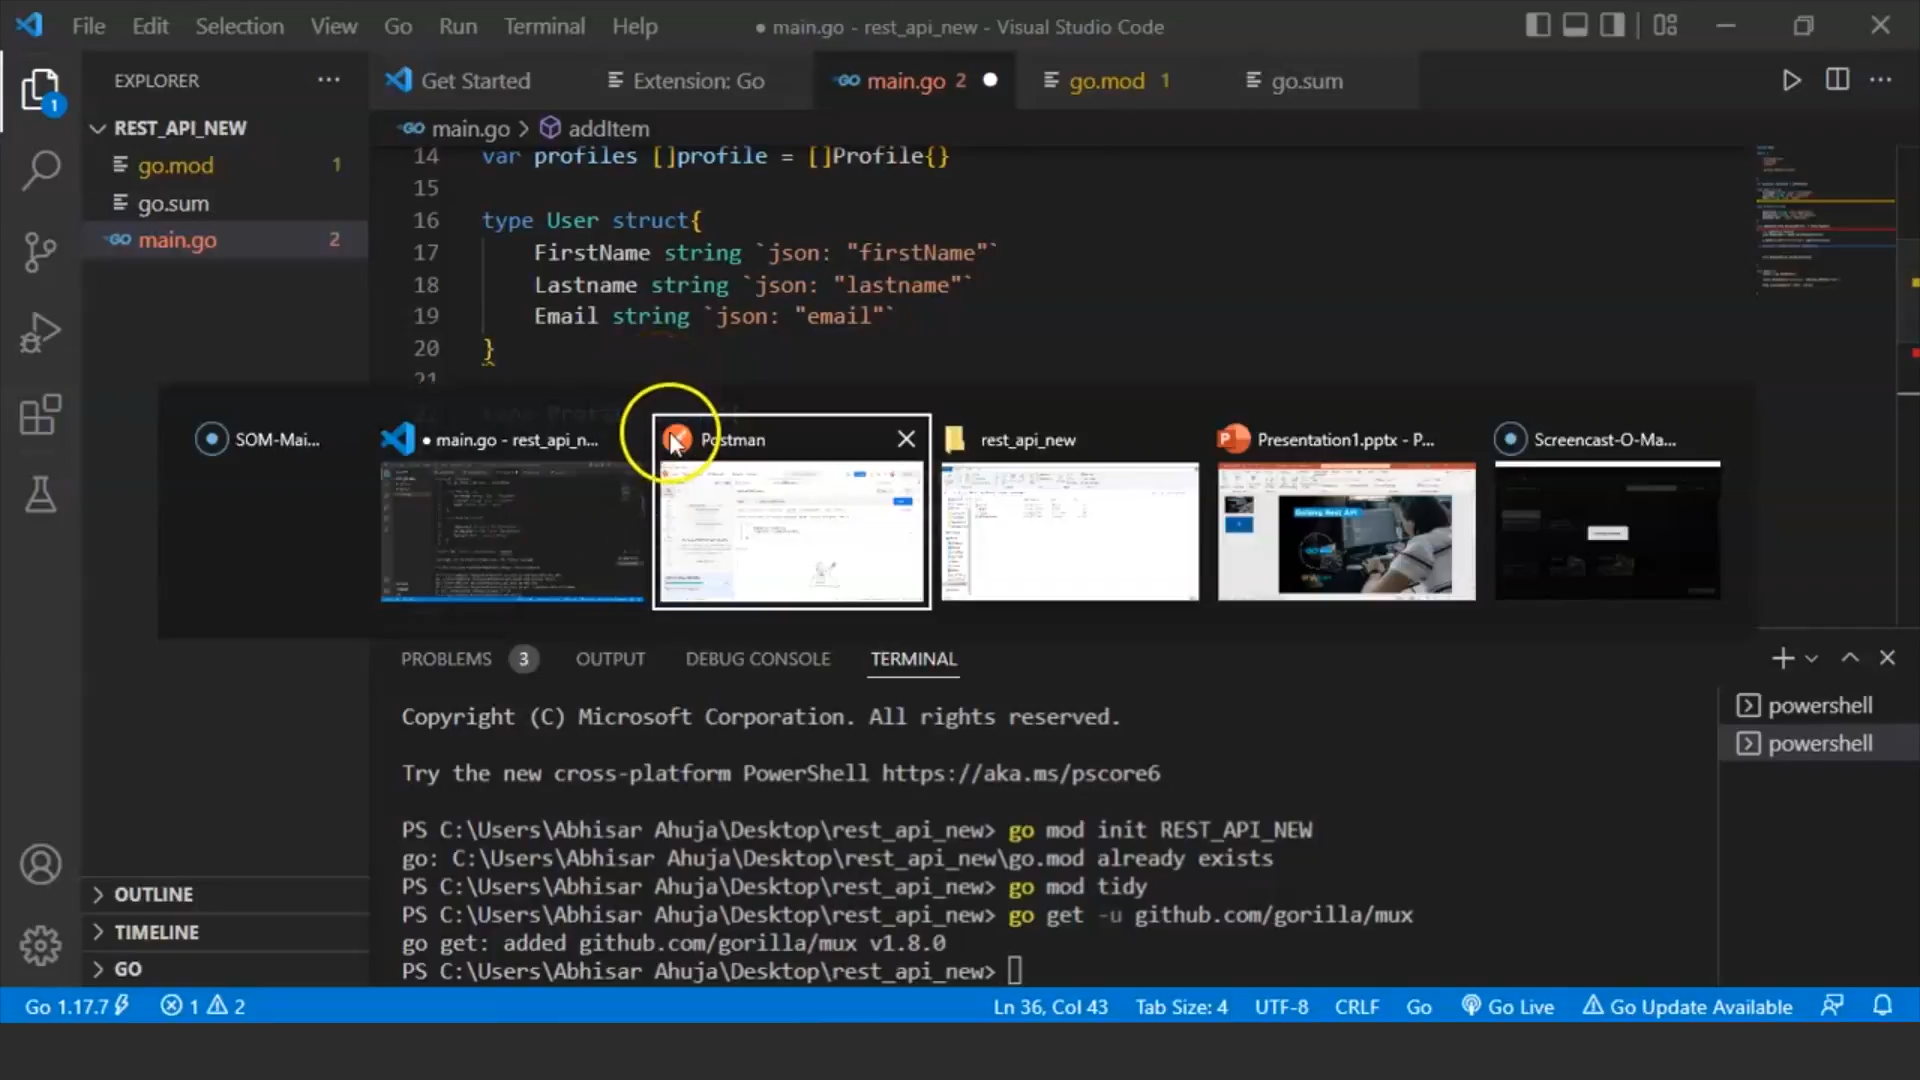 File Edit Selection View Go Run Terminal Help
● main.go - rest_api_new - Visual Studio Code
EXPLORER
Get Started
Extension: Go
main.go 2
go.mod 1
go.sum
REST_API_NEW
main.go > addItem
go.mod 1
go.sum
main.go 2
14 var profiles []profile = []Profile{}
15
16 type User struct{
17 FirstName string `json: "firstName"`
18 Lastname string `json: "lastname"`
19 Email string `json: "email"`
20 }
21
SOM-Mai...
● main.go - rest_api_n...
Postman
rest_api_new
Presentation1.pptx - P...
Screencast-O-Ma...
Golang Rest API
PROBLEMS 3 OUTPUT DEBUG CONSOLE TERMINAL
powershell
powershell
Copyright (C) Microsoft Corporation. All rights reserved.
Try the new cross-platform PowerShell https://aka.ms/pscore6
PS C:\Users\Abhisar Ahuja\Desktop\rest_api_new> go mod init REST_API_NEW
go: C:\Users\Abhisar Ahuja\Desktop\rest_api_new\go.mod already exists
PS C:\Users\Abhisar Ahuja\Desktop\rest_api_new> go mod tidy
PS C:\Users\Abhisar Ahuja\Desktop\rest_api_new> go get -u github.com/gorilla/mux
go get: added github.com/gorilla/mux v1.8.0
PS C:\Users\Abhisar Ahuja\Desktop\rest_api_new>
OUTLINE
TIMELINE
GO
1
Go 1.17.7 1 2 Ln 36, Col 43 Tab Size: 4 UTF-8 CRLF Go Go Live Go Update Available